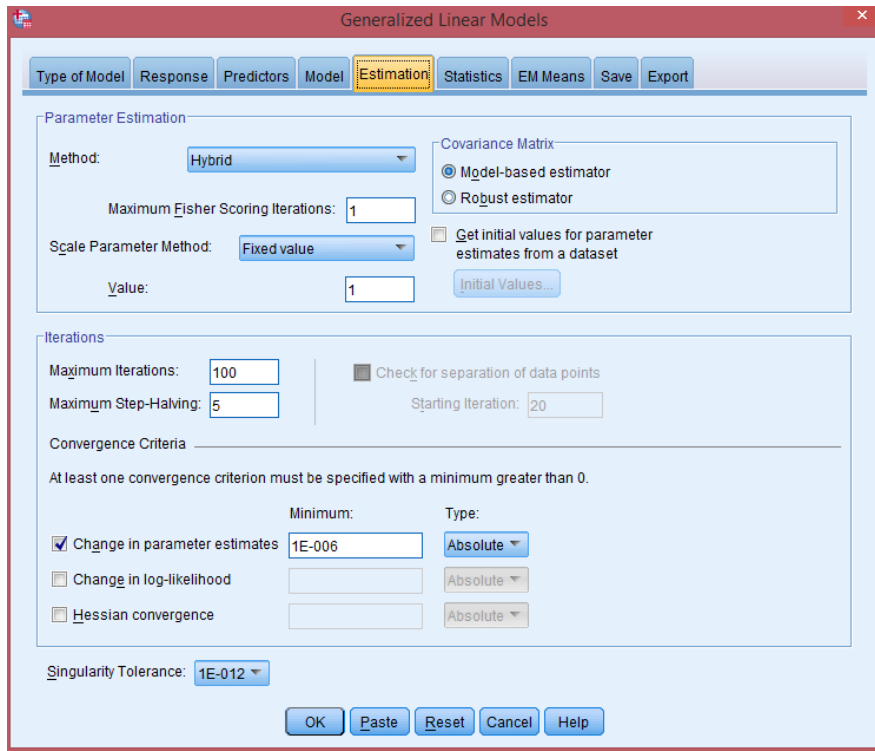 Generalized Linear Models
Type of Model Response Predictors Model Estimation Statistics EM Means Save Export
Parameter Estimation
Method: Hybrid
Maximum Fisher Scoring Iterations: 1
Scale Parameter Method: Fixed value
Value: 1
Covariance Matrix
Model-based estimator
Robust estimator
Get initial values for parameter
estimates from a dataset
Initial Values...
Iterations
Maximum Iterations: 100
Maximum Step-Halving: 5
Check for separation of data points
Starting Iteration: 20
Convergence Criteria
At least one convergence criterion must be specified with a minimum greater than 0.
Minimum: Type:
Change in parameter estimates 1E-006 Absolute
Change in log-likelihood Absolute
Hessian convergence Absolute
Singularity Tolerance: 1E-012
OK Paste Reset Cancel Help